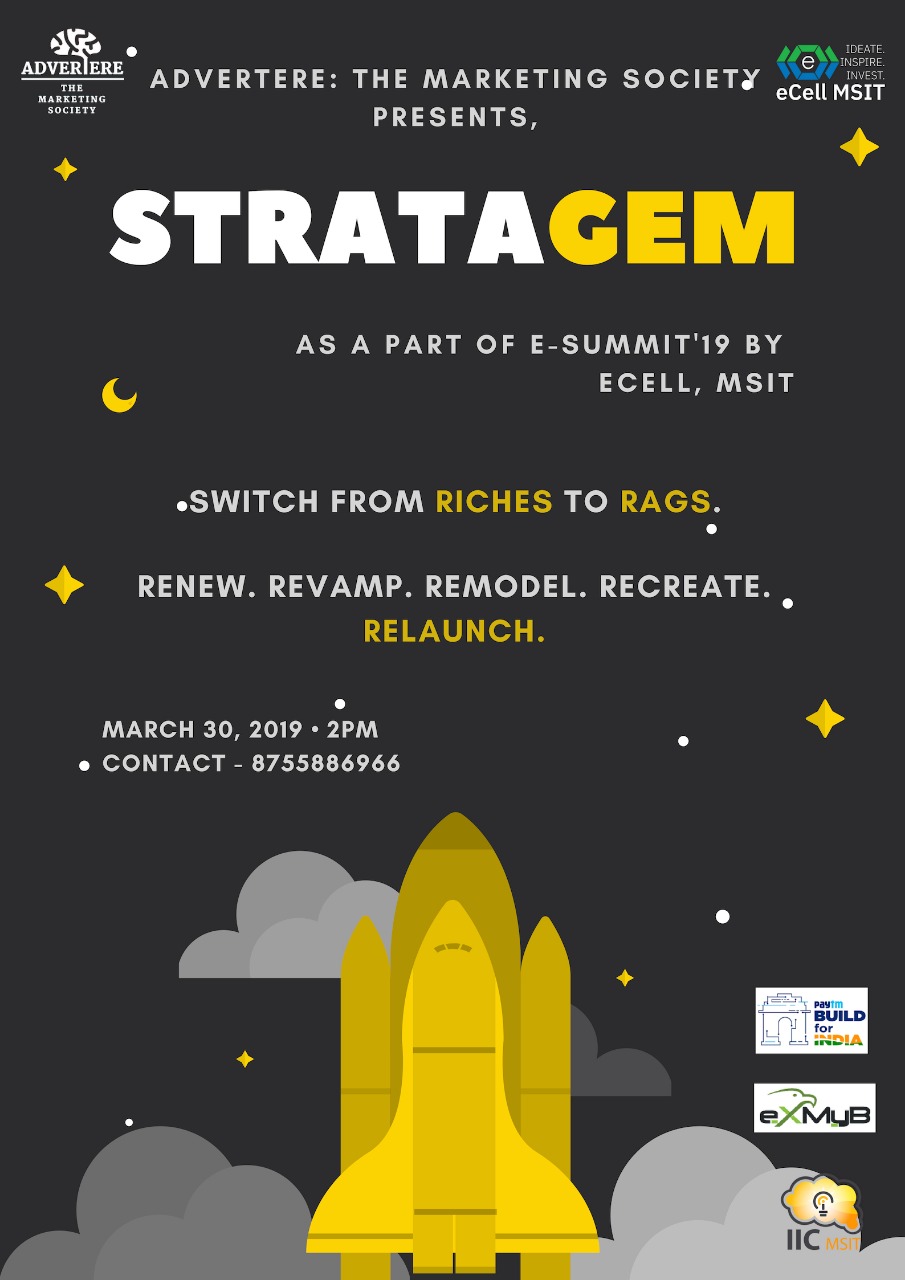 ADVERTERE
THE
MARKETING
SOCIETY
ADVERTERE: THE MARKETING SOCIETY
PRESENTS,
e
IDEATE.
INSPIRE.
INVEST.
eCell MSIT
STRATAGEM
AS A PART OF E-SUMMIT'19 BY
ECELL, MSIT
SWITCH FROM RICHES TO RAGS.
RENEW. REVAMP. REMODEL. RECREATE.
RELAUNCH.
MARCH 30, 2019 • 2PM
CONTACT - 8755886966
paytm
BUILD
for
INDIA
eXMyB
IIC MSIT